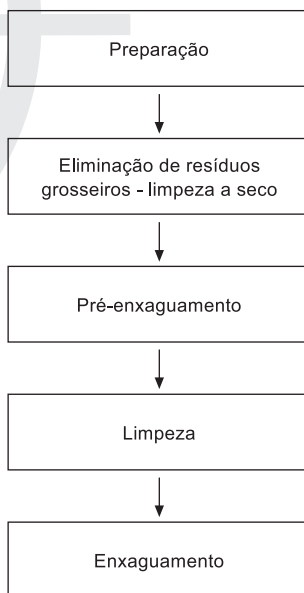 Preparação
Eliminação de resíduos
grosseiros - limpeza a seco
Pré-enxaguamento
Limpeza
Enxaguamento